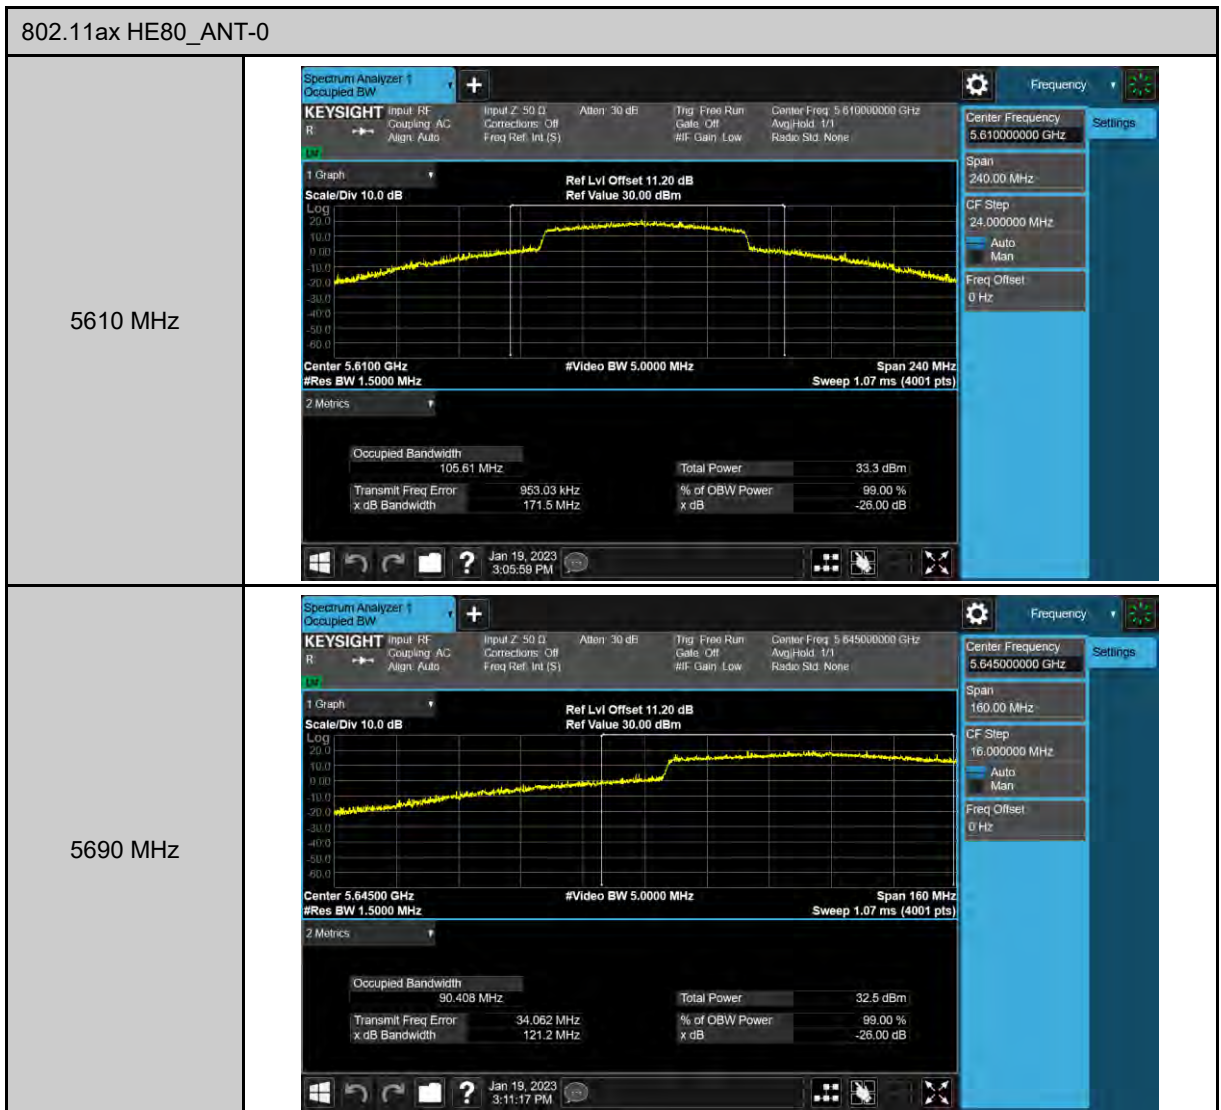 802.11ax HE80_ANT-0
5610 MHz
Spectrum Analyzer 1
Occupied BW
Frequency
KEYSIGHT
R
Input: RF
Coupling: AC
Align: Auto
Input Z: 50 Ω
Corrections: Off
Freq Ref: Int (S)
Atten: 30 dB
Trig: Free Run
Gate: Off
#IF Gain: Low
Center Freq: 5.610000000 GHz
Avg|Hold: 1/1
Radio Std: None
Center Frequency
5.610000000 GHz
Settings
Span
240.00 MHz
CF Step
24.000000 MHz
Auto
Man
Freq Offset
0 Hz
1 Graph
Scale/Div 10.0 dB
Ref Lvl Offset 11.20 dB
Ref Value 30.00 dBm
Log
20.0
10.0
0.00
-10.0
-20.0
-30.0
-40.0
-50.0
-60.0
Center 5.6100 GHz
#Res BW 1.5000 MHz
#Video BW 5.0000 MHz
Span 240 MHz
Sweep 1.07 ms (4001 pts)
2 Metrics
Occupied Bandwidth
105.61 MHz
Total Power 33.3 dBm
Transmit Freq Error 953.03 kHz
% of OBW Power 99.00 %
x dB Bandwidth 171.5 MHz
x dB -26.00 dB
Jan 19, 2023
3:05:59 PM
5690 MHz
Spectrum Analyzer 1
Occupied BW
Frequency
KEYSIGHT
R
Input: RF
Coupling: AC
Align: Auto
Input Z: 50 Ω
Corrections: Off
Freq Ref: Int (S)
Atten: 30 dB
Trig: Free Run
Gate: Off
#IF Gain: Low
Center Freq: 5.645000000 GHz
Avg|Hold: 1/1
Radio Std: None
Center Frequency
5.645000000 GHz
Settings
Span
160.00 MHz
CF Step
16.000000 MHz
Auto
Man
Freq Offset
0 Hz
1 Graph
Scale/Div 10.0 dB
Ref Lvl Offset 11.20 dB
Ref Value 30.00 dBm
Log
20.0
10.0
0.00
-10.0
-20.0
-30.0
-40.0
-50.0
-60.0
Center 5.64500 GHz
#Res BW 1.5000 MHz
#Video BW 5.0000 MHz
Span 160 MHz
Sweep 1.07 ms (4001 pts)
2 Metrics
Occupied Bandwidth
90.408 MHz
Total Power 32.5 dBm
Transmit Freq Error 34.062 MHz
% of OBW Power 99.00 %
x dB Bandwidth 121.2 MHz
x dB -26.00 dB
Jan 19, 2023
3:11:17 PM